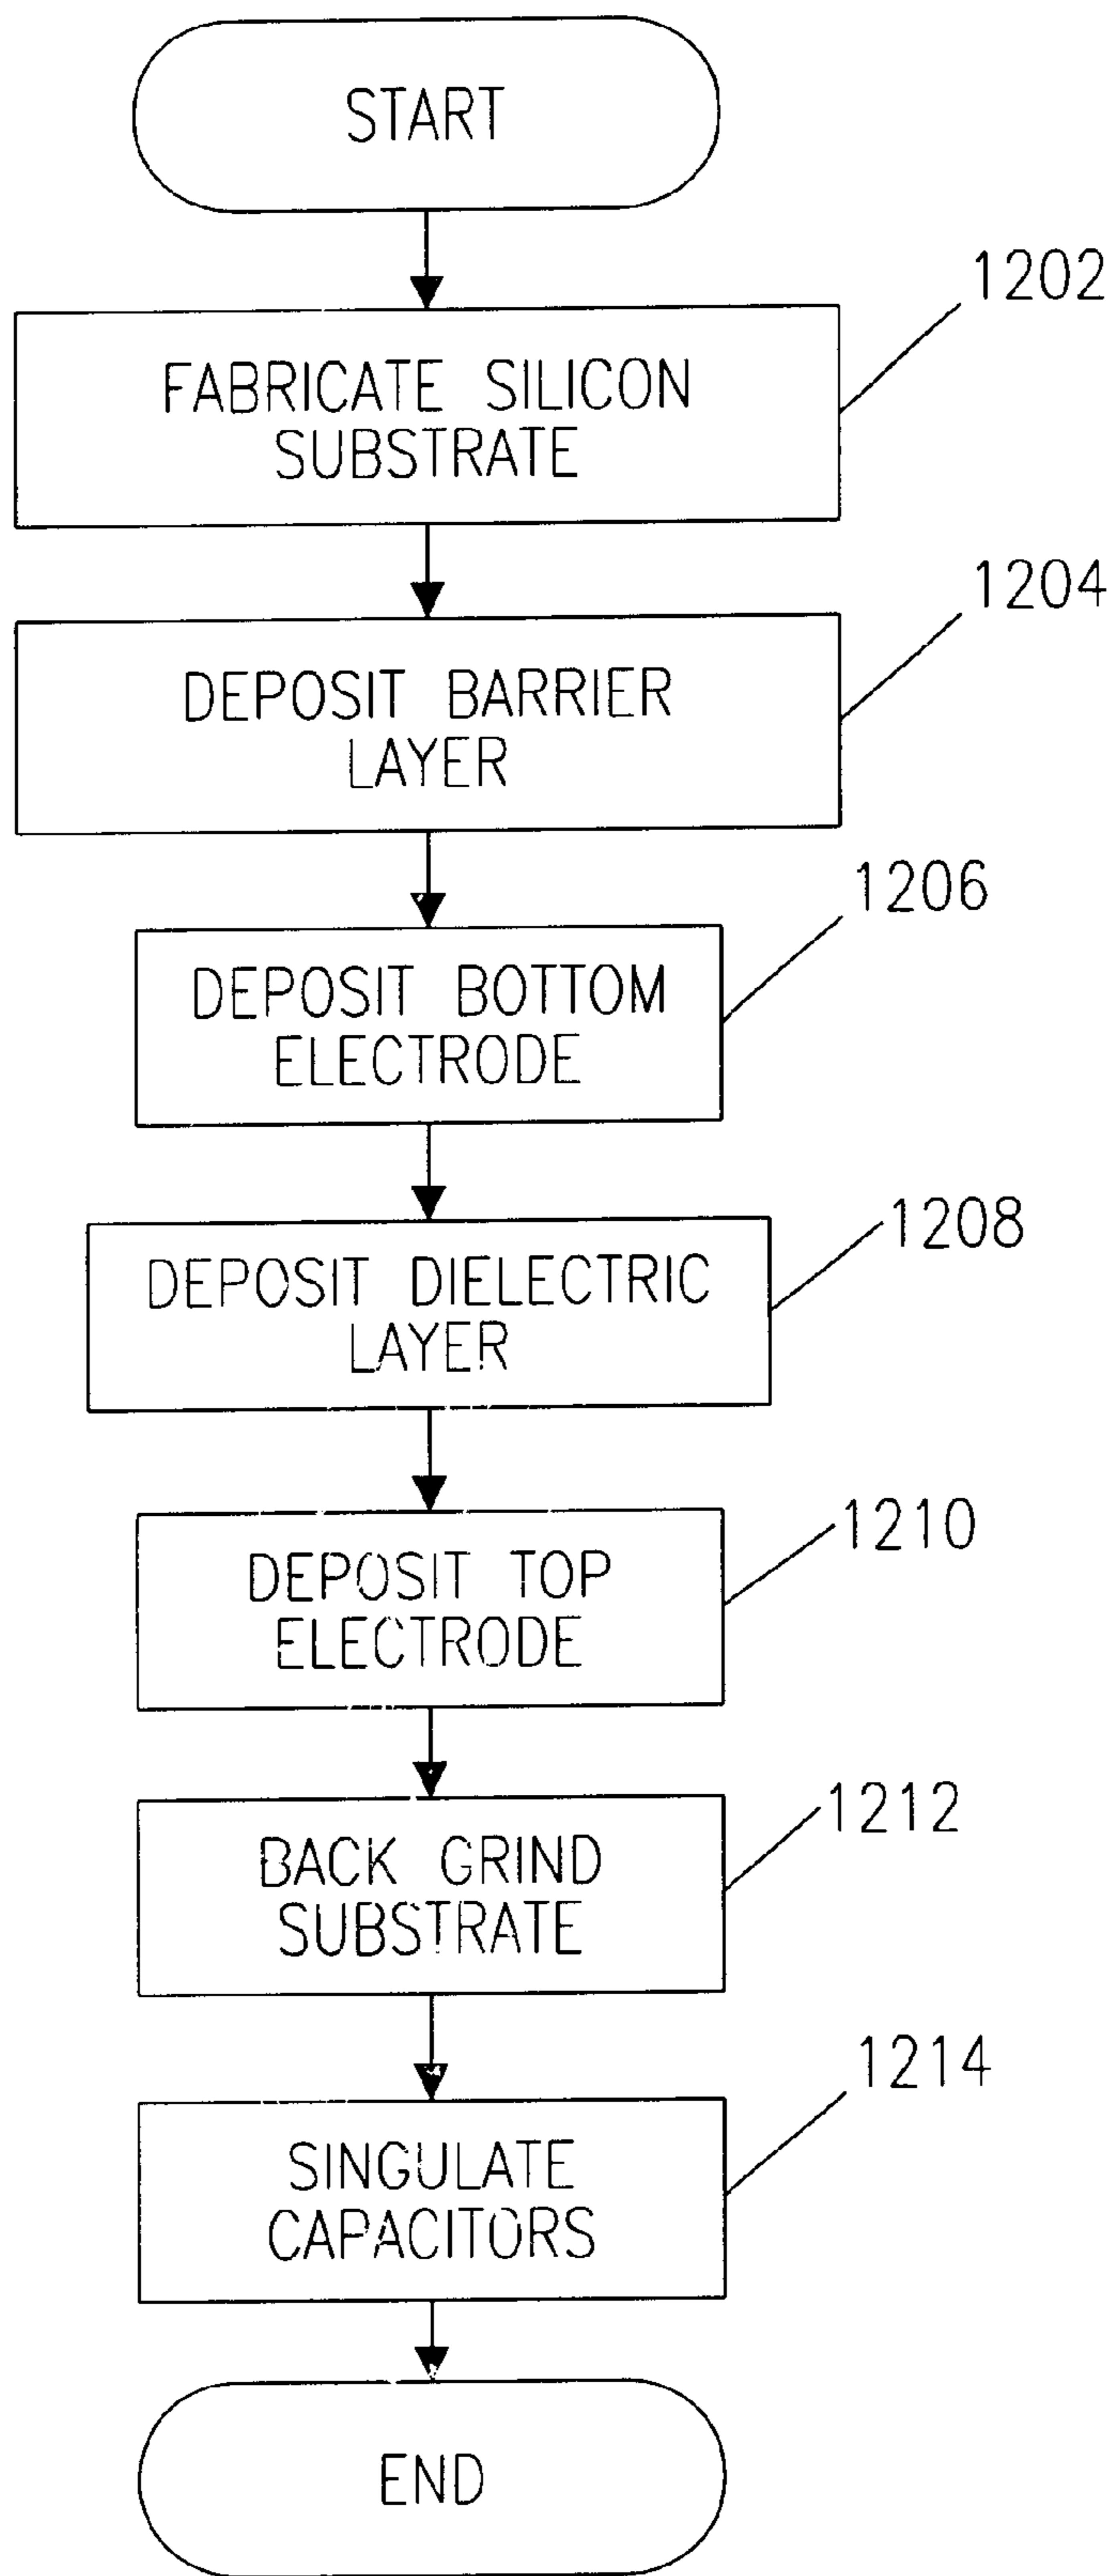 START
1202
FABRICATE SILICON
SUBSTRATE
1204
DEPOSIT BARRIER
LAYER
1206
DEPOSIT BOTTOM
ELECTRODE
1208
DEPOSIT DIELECTRIC
LAYER
1210
DEPOSIT TOP
ELECTRODE
1212
BACK GRIND
SUBSTRATE
1214
SINGULATE
CAPACITORS
END